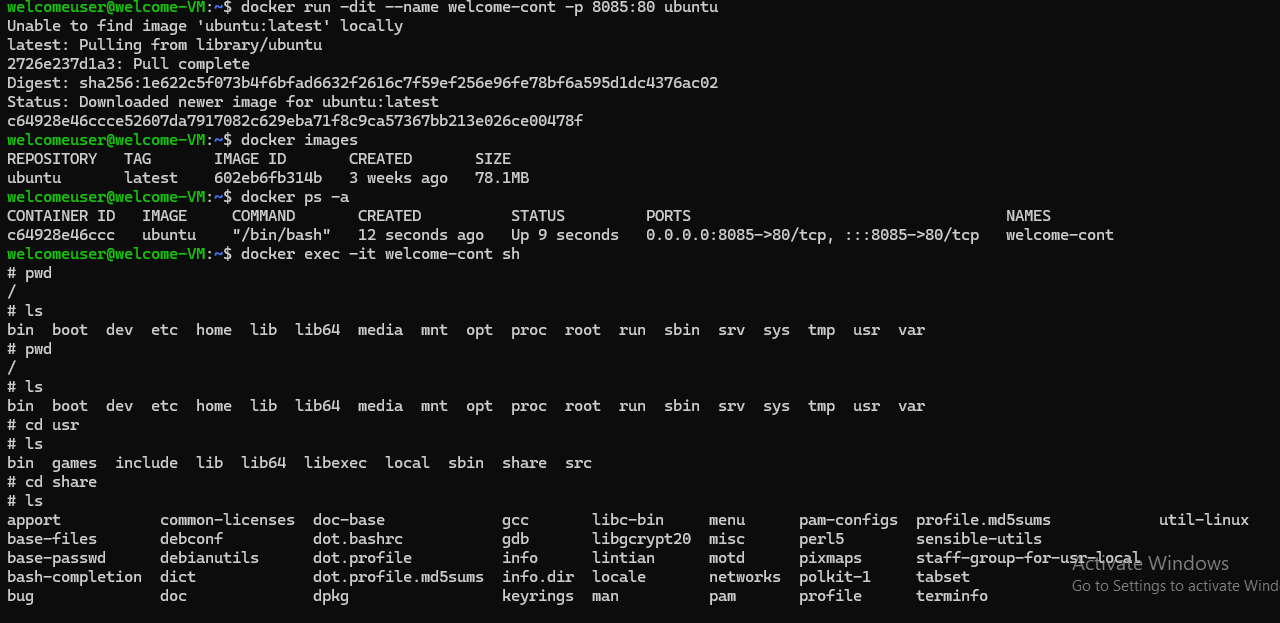 welcomeuser@welcome-VM:~$ docker run -dit --name welcome-cont -p 8085:80 ubuntu
Unable to find image 'ubuntu:latest' locally
latest: Pulling from library/ubuntu
2726e237d1a3: Pull complete
Digest: sha256:1e622c5f073b4f6bfad6632f2616c7f59ef256e96fe78bf6a595d1dc4376ac02
Status: Downloaded newer image for ubuntu:latest
c64928e46ccce52607da7917082c629eba71f8c9ca57367bb213e026ce00478f
welcomeuser@welcome-VM:~$ docker images
REPOSITORY   TAG       IMAGE ID       CREATED       SIZE
ubuntu       latest    602eb6fb314b   3 weeks ago   78.1MB
welcomeuser@welcome-VM:~$ docker ps -a
CONTAINER ID   IMAGE     COMMAND       CREATED          STATUS         PORTS                                   NAMES
c64928e46ccc   ubuntu    "/bin/bash"   12 seconds ago   Up 9 seconds   0.0.0.0:8085->80/tcp, :::8085->80/tcp   welcome-cont
welcomeuser@welcome-VM:~$ docker exec -it welcome-cont sh
# pwd
/
# ls
bin  boot  dev  etc  home  lib  lib64  media  mnt  opt  proc  root  run  sbin  srv  sys  tmp  usr  var
# pwd
/
# ls
bin  boot  dev  etc  home  lib  lib64  media  mnt  opt  proc  root  run  sbin  srv  sys  tmp  usr  var
# cd usr
# ls
bin  games  include  lib  lib64  libexec  local  sbin  share  src
# cd share
# ls
apport           common-licenses  doc-base             gcc       libc-bin     menu      pam-configs  profile.md5sums            util-linux
base-files       debconf          dot.bashrc           gdb       libgcrypt20  misc      perl5        sensible-utils
base-passwd      debianutils      dot.profile          info      lintian      motd      pixmaps      staff-group-for-usr-local
bash-completion  dict             dot.profile.md5sums  info.dir  locale       networks  polkit-1     tabset
bug              doc              dpkg                 keyrings  man          pam       profile      terminfo
Activate Windows
Go to Settings to activate Wind